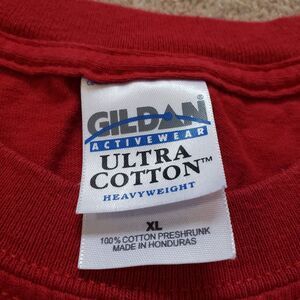 GILDAN®
ACTIVEWEAR
ULTRA
COTTON™
HEAVYWEIGHT
XL
100% COTTON PRESHRUNK
MADE IN HONDURAS